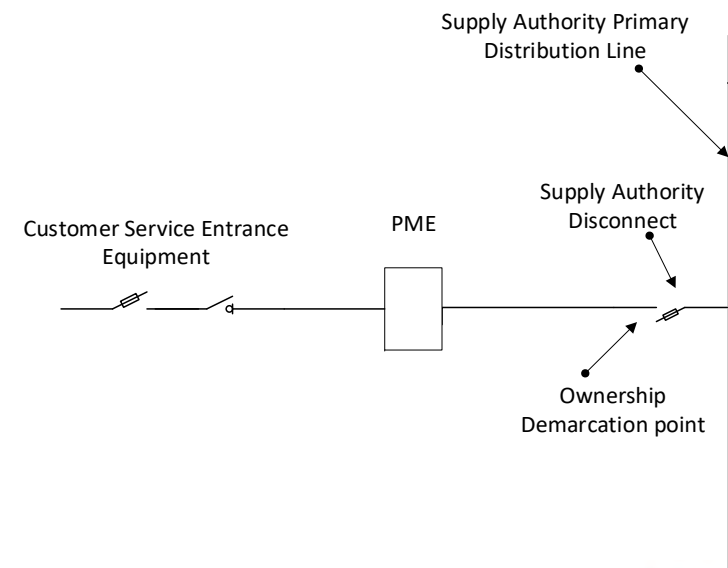 Supply Authority Primary
Distribution Line
Supply Authority
Disconnect
Customer Service Entrance
Equipment
PME
Ownership
Demarcation point